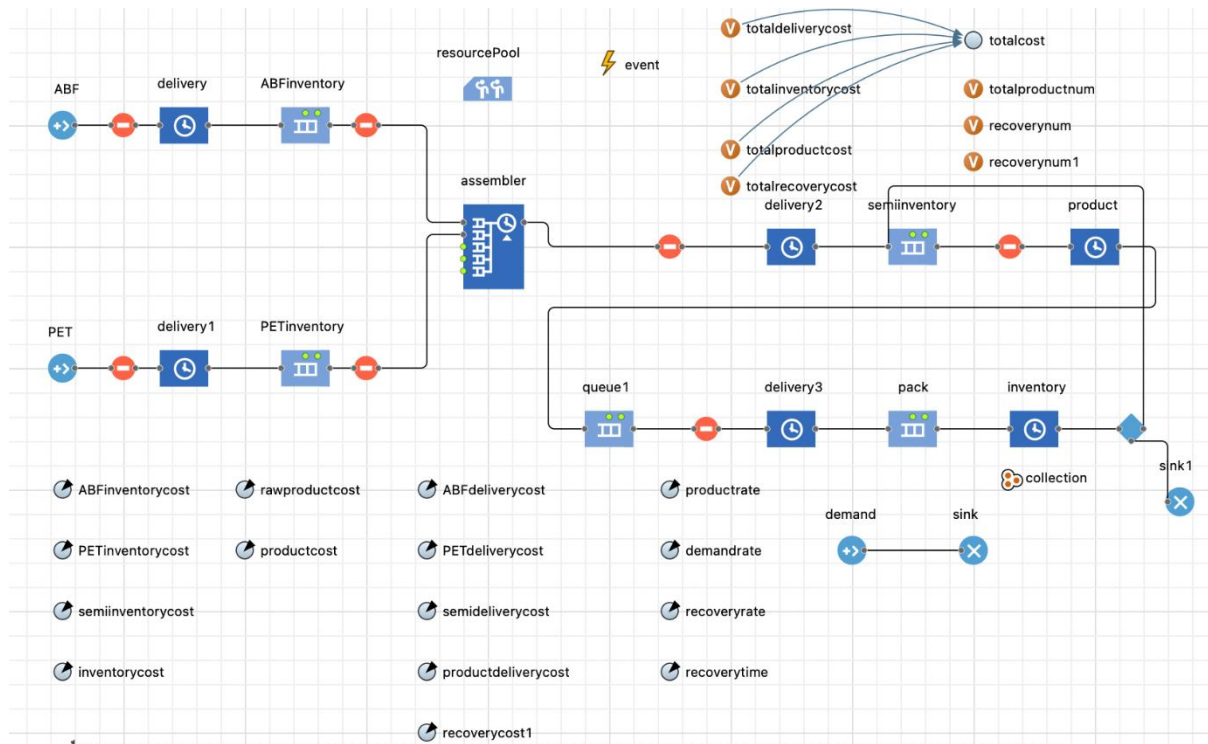 totaldeliverycost
totalcost
resourcePool
event
ABF
delivery
ABFinventory
totalinventorycost
totalproductnum
recoverynum
totalproductcost
recoverynum1
assembler
totalrecoverycost
delivery2
semiinventory
product
PET
delivery1
PETinventory
queue1
delivery3
pack
inventory
sink1
collection
ABFinventorycost
rawproductcost
ABFdeliverycost
productrate
demand
sink
PETinventorycost
productcost
PETdeliverycost
demandrate
semiinventorycost
semideliverycost
recoveryrate
inventorycost
productdeliverycost
recoverytime
recoverycost1